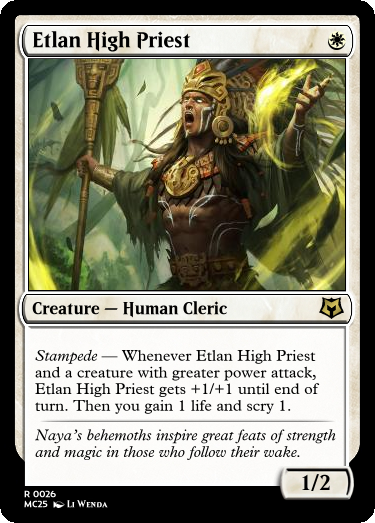 Etlan High Priest
Creature — Human Cleric
Stampede — Whenever Etlan High Priest
and a creature with greater power attack,
Etlan High Priest gets +1/+1 until end of
turn. Then you gain 1 life and scry 1.
Naya's behemoths inspire great feats of strength
and magic in those who follow their wake.
1/2
R 0026
MC25 Li Wenda